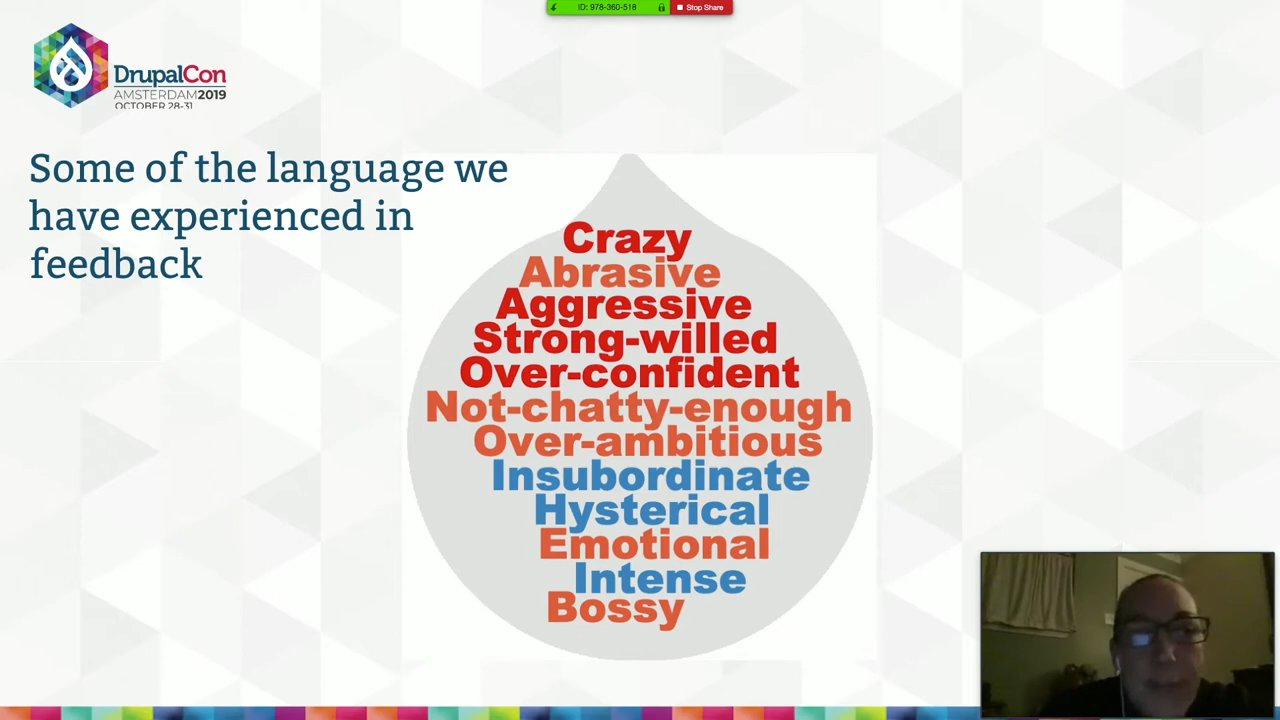 ID: 978-360-518
Stop Share
DrupalCon
AMSTERDAM2019
OCTOBER 28-31
Some of the language we
have experienced in
feedback
Crazy
Abrasive
Aggressive
Strong-willed
Over-confident
Not-chatty-enough
Over-ambitious
Insubordinate
Hysterical
Emotional
Intense
Bossy